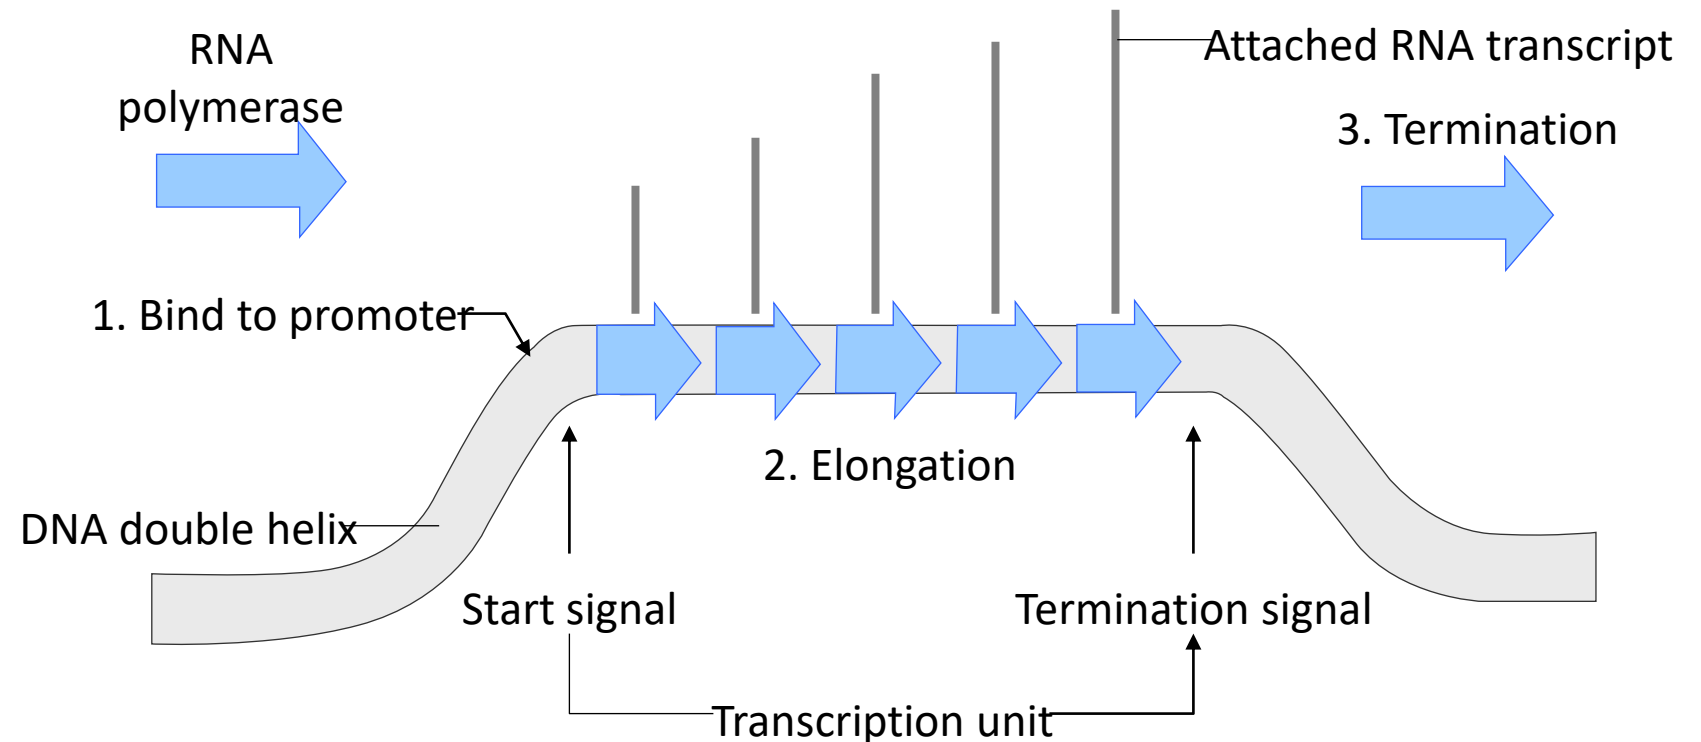 RNA
polymerase
Attached RNA transcript
3. Termination
1. Bind to promoter
2. Elongation
DNA double helix
Start signal
Termination signal
Transcription unit